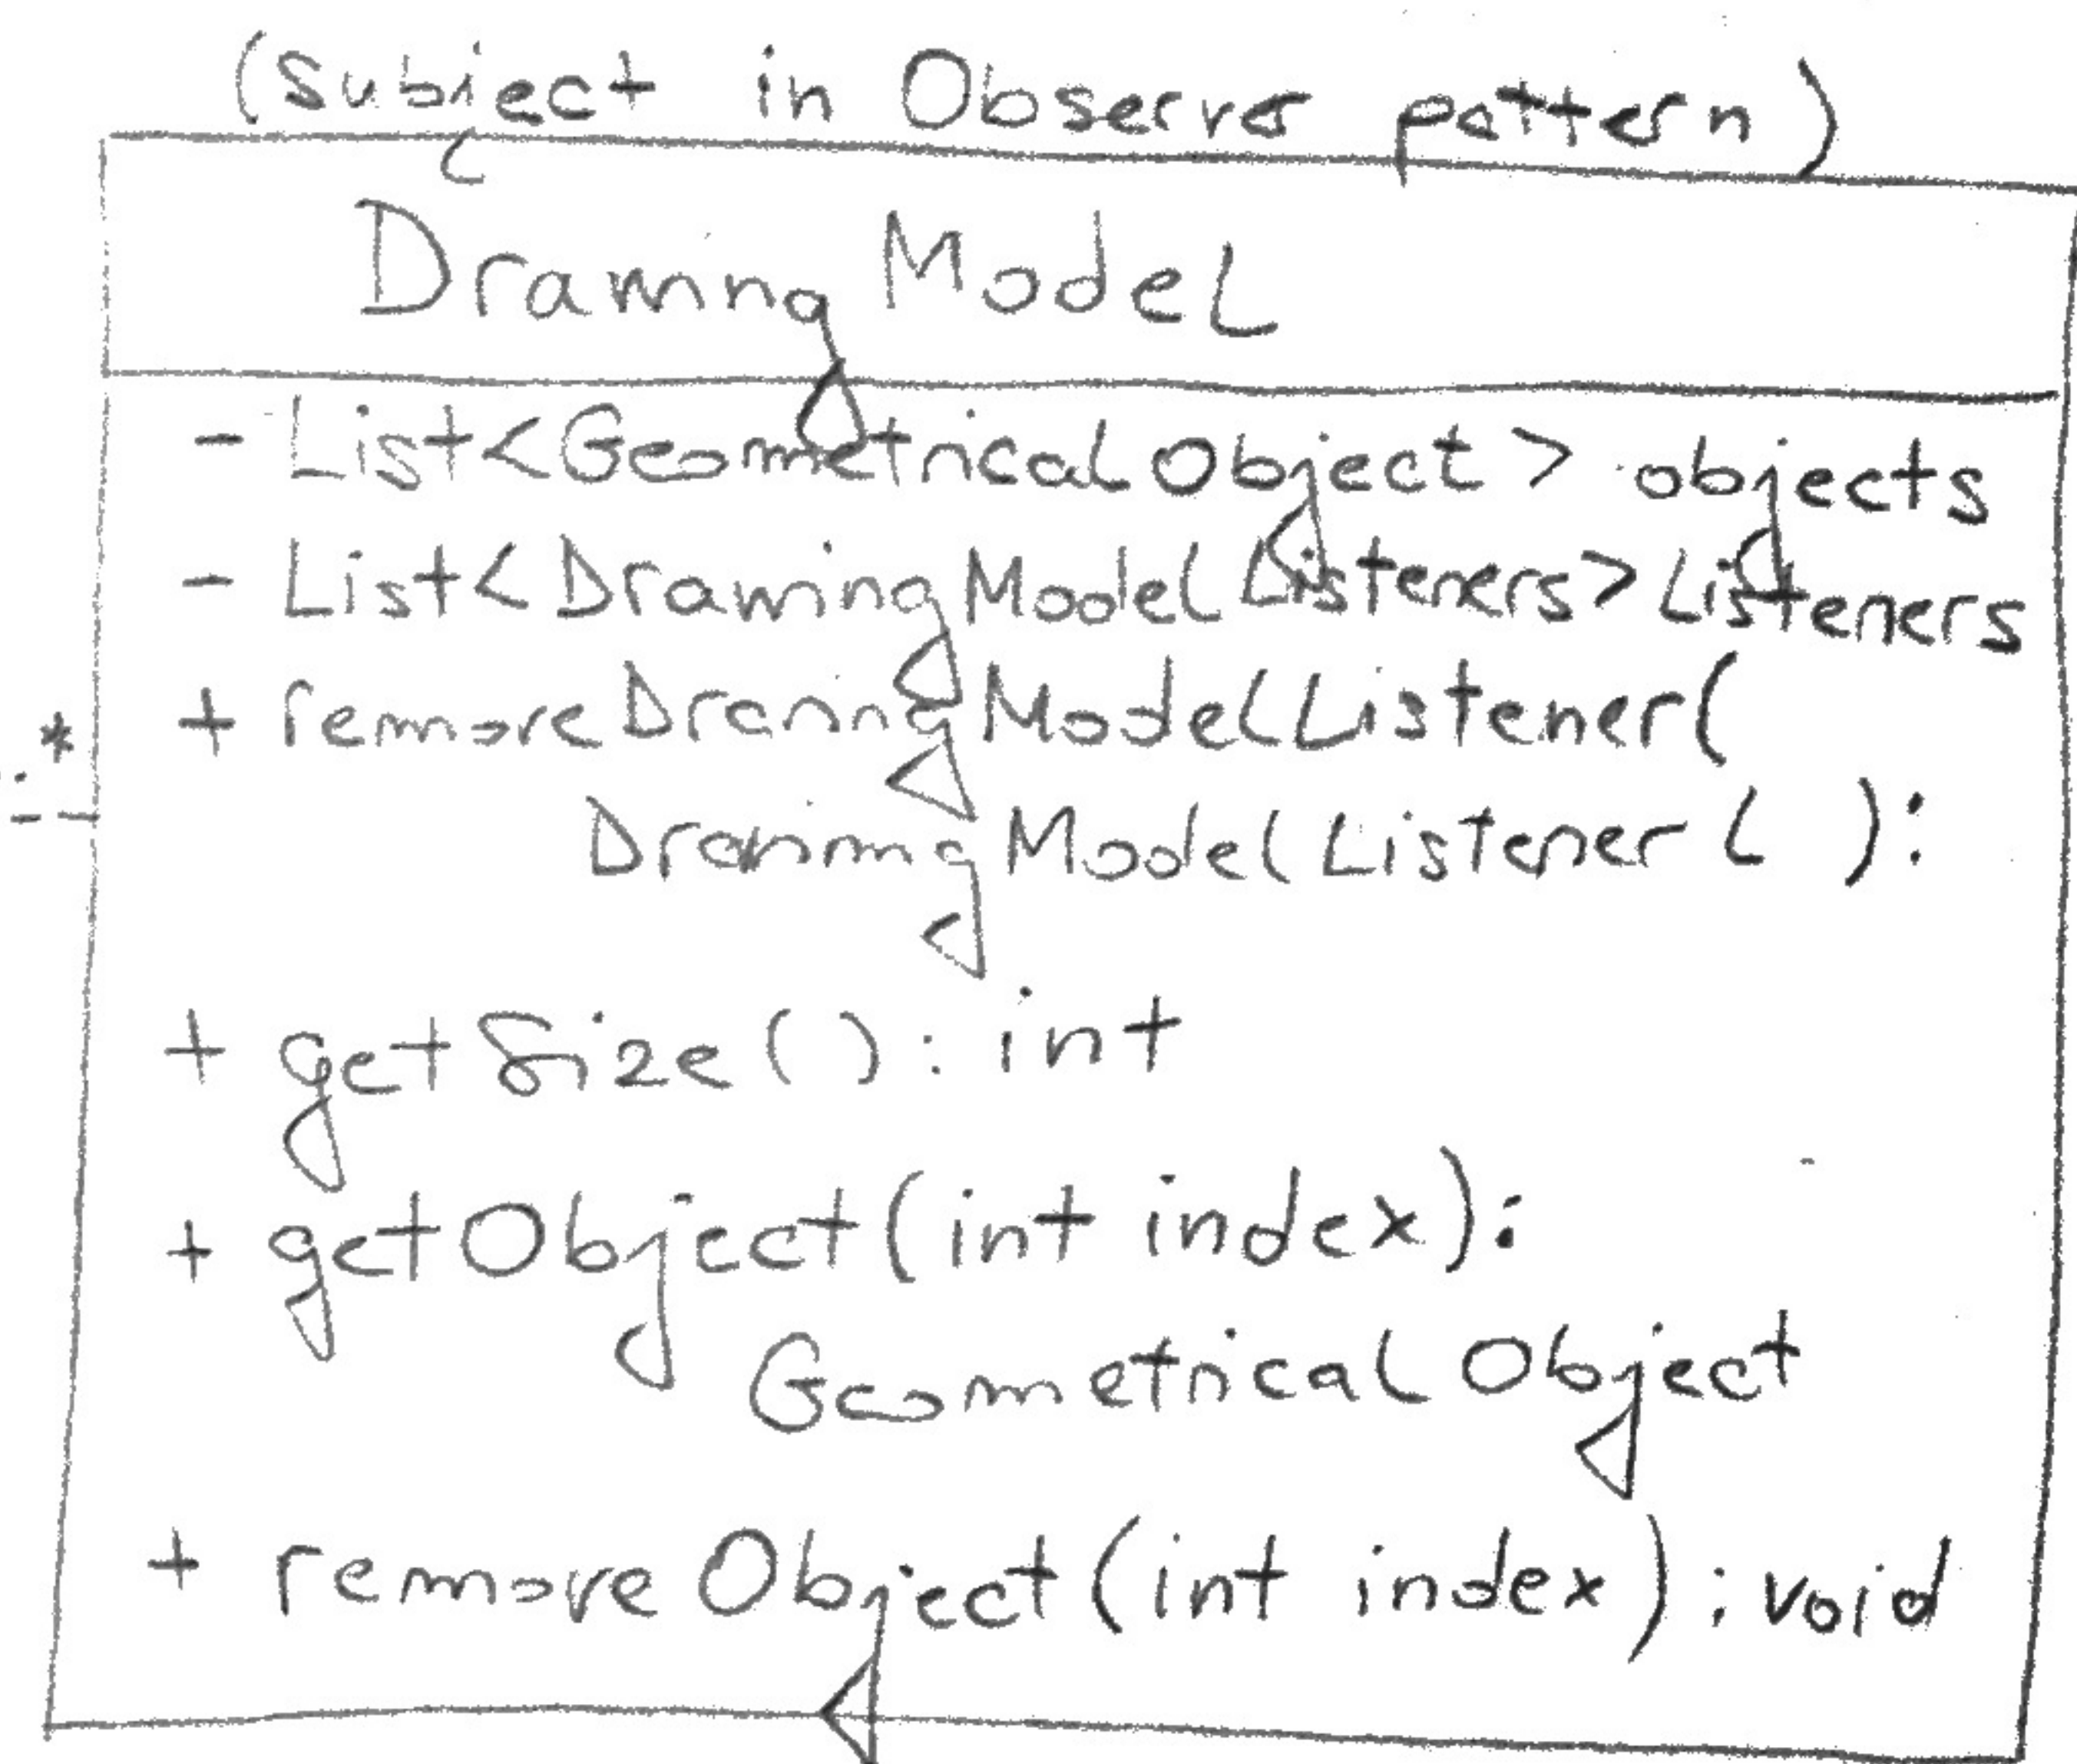 (Subject in Observer pattern)
DrawingModel
- List<GeometricalObject> objects
- List<DrawingModelListeners> listeners
+ removeDrawingModelListener(
.*
DrawingModelListener l ):
+ getSize(): int
+ getObject(int index):
GeometricalObject
+ removeObject(int index): void